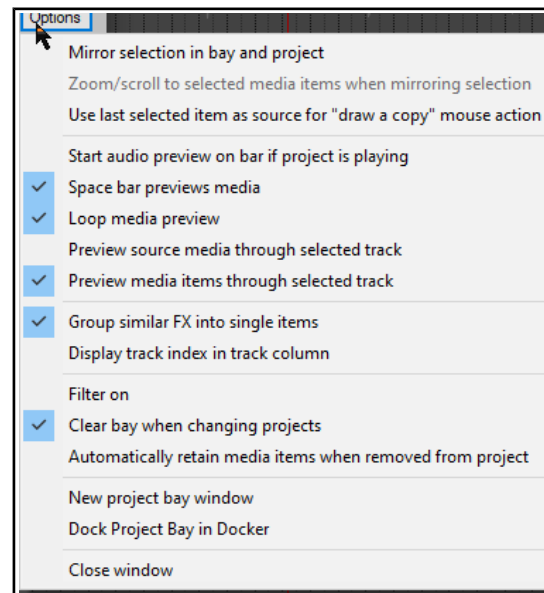 Options
Mirror selection in bay and project
Zoom/scroll to selected media items when mirroring selection
Use last selected item as source for "draw a copy" mouse action
Start audio preview on bar if project is playing
Space bar previews media
Loop media preview
Preview source media through selected track
Preview media items through selected track
Group similar FX into single items
Display track index in track column
Filter on
Clear bay when changing projects
Automatically retain media items when removed from project
New project bay window
Dock Project Bay in Docker
Close window